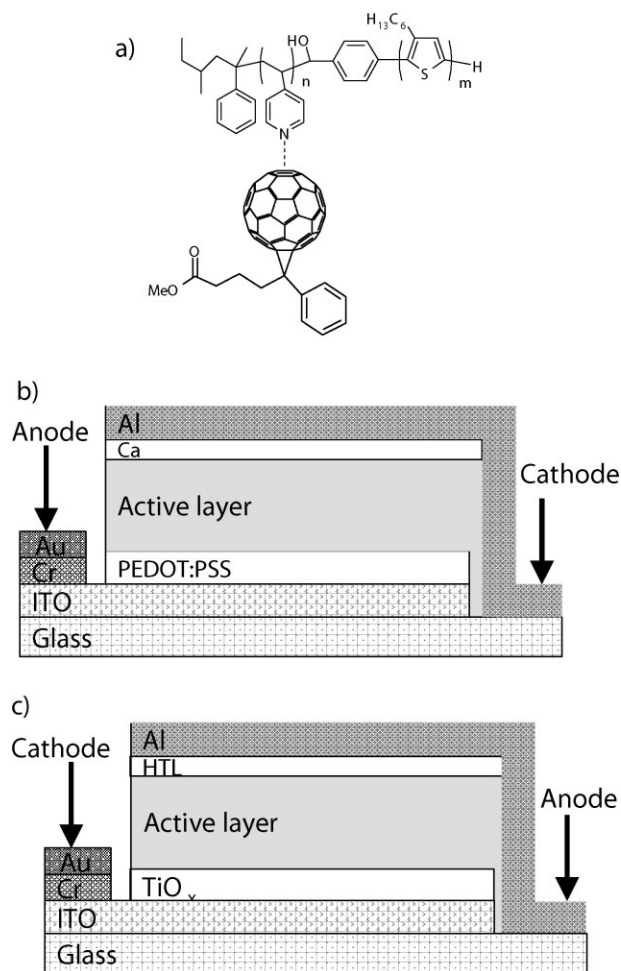 a)
H₁₃C₆
HO
S
H
n
m
N
O
MeO
b)
Anode
Al
Ca
Active layer
Cathode
Au
Cr
PEDOT:PSS
ITO
Glass
c)
Cathode
Al
HTL
Active layer
Anode
Au
Cr
TiOₓ
ITO
Glass